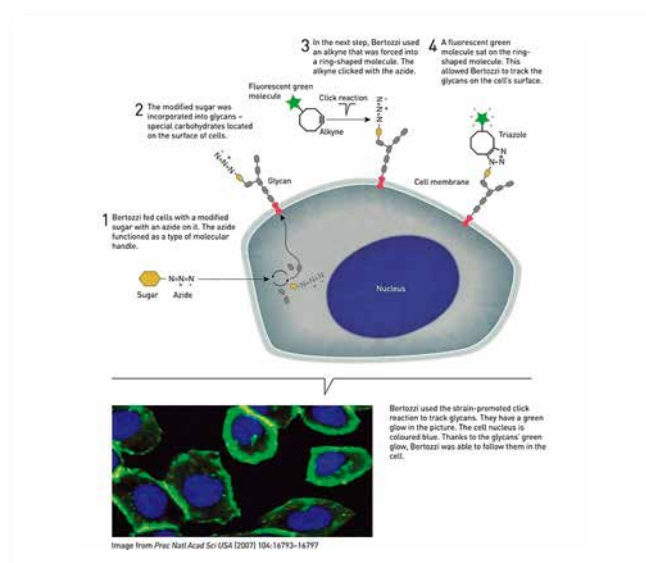 3 In the next step, Bertozzi used
an alkyne that was forced into
a ring-shaped molecule. The
alkyne clicked with the azide.
4 A fluorescent green
molecule sat on the ring-
shaped molecule. This
allowed Bertozzi to track the
glycans on the cell's surface.
Fluorescent green
molecule
Click reaction
Alkyne
N=N=N
Triazole
N
N
N
2 The modified sugar was
incorporated into glycans –
special carbohydrates located
on the surface of cells.
N=N=N
Glycan
Cell membrane
1 Bertozzi fed cells with a modified
sugar with an azide on it. The azide
functioned as a type of molecular
handle.
N=N=N
Sugar
Azide
N=N=N
Nucleus
Bertozzi used the strain-promoted click
reaction to track glycans. They have a green
glow in the picture. The cell nucleus is
coloured blue. Thanks to the glycans' green
glow, Bertozzi was able to follow them in the
cell.
Image from Proc Natl Acad Sci USA (2007) 104:16793–16797